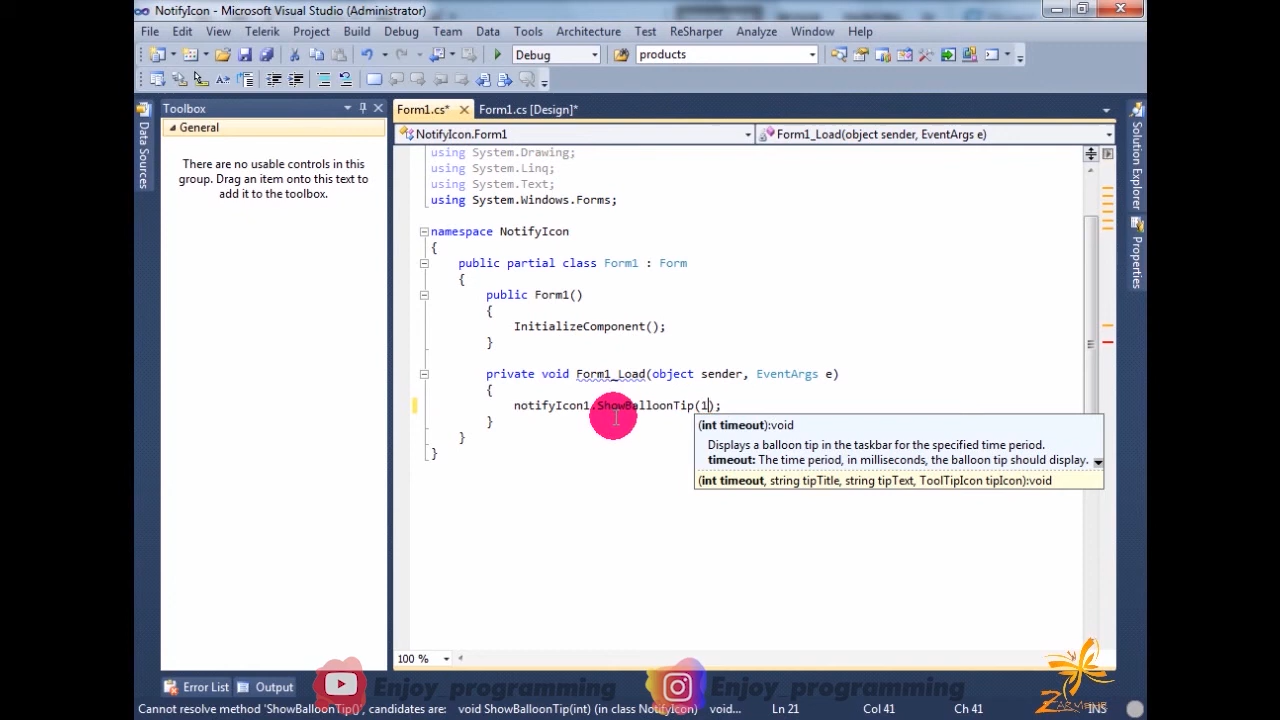 NotifyIcon - Microsoft Visual Studio (Administrator)
File Edit View Telerik Project Build Debug Team Data Tools Architecture Test ReSharper Analyze Window Help
Debug products
Toolbox
General
There are no usable controls in this
group. Drag an item onto this text to
add it to the toolbox.
Data Sources
Form1.cs* Form1.cs [Design]*
NotifyIcon.Form1 Form1_Load(object sender, EventArgs e)
using System.Drawing;
using System.Linq;
using System.Text;
using System.Windows.Forms;
namespace NotifyIcon
{
public partial class Form1 : Form
{
public Form1()
{
InitializeComponent();
}
private void Form1_Load(object sender, EventArgs e)
{
notifyIcon1.ShowBalloonTip(1);
}
}
}
(int timeout):void
Displays a balloon tip in the taskbar for the specified time period.
timeout: The time period, in milliseconds, the balloon tip should display.
(int timeout, string tipTitle, string tipText, ToolTipIcon tipIcon):void
Solution Explorer
Properties
100 %
Error List Output
Enjoy_programming Enjoy_programming
Cannot resolve method 'ShowBalloonTip()', candidates are: void ShowBalloonTip(int) (in class NotifyIcon) void... Ln 21 Col 41 Ch 41 INS